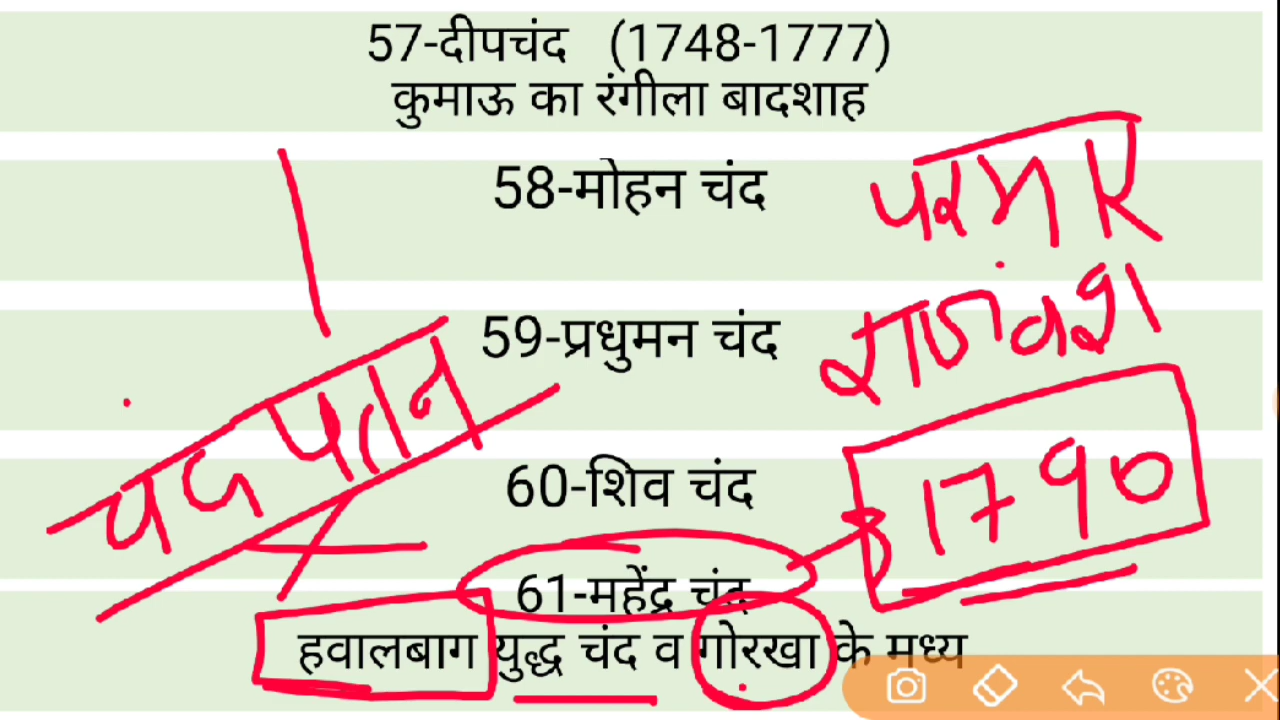 57-दीपचंद (1748-1777)
कुमाऊ का रंगीला बादशाह
58-मोहन चंद
परमार
59-प्रधुमन चंद
राजवंश
चंद पतन
60-शिव चंद
1790
61-महेंद्र चंद
हवालबाग युद्ध चंद व गोरखा के मध्य